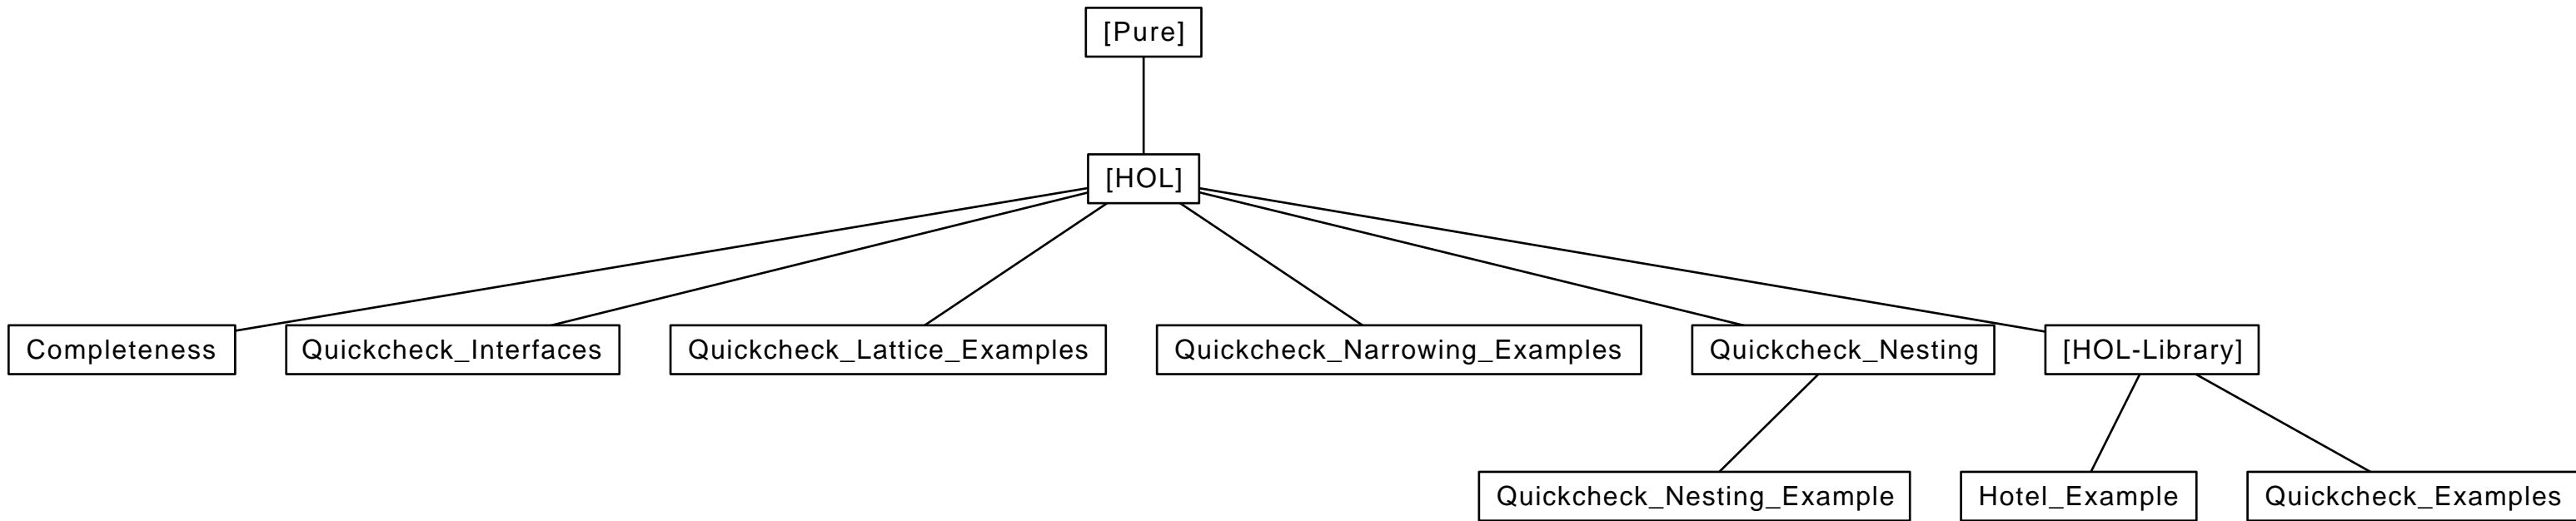 [Pure]
[HOL]
Completeness
Quickcheck_Interfaces
Quickcheck_Lattice_Examples
Quickcheck_Narrowing_Examples
Quickcheck_Nesting
[HOL-Library]
Quickcheck_Nesting_Example
Hotel_Example
Quickcheck_Examples